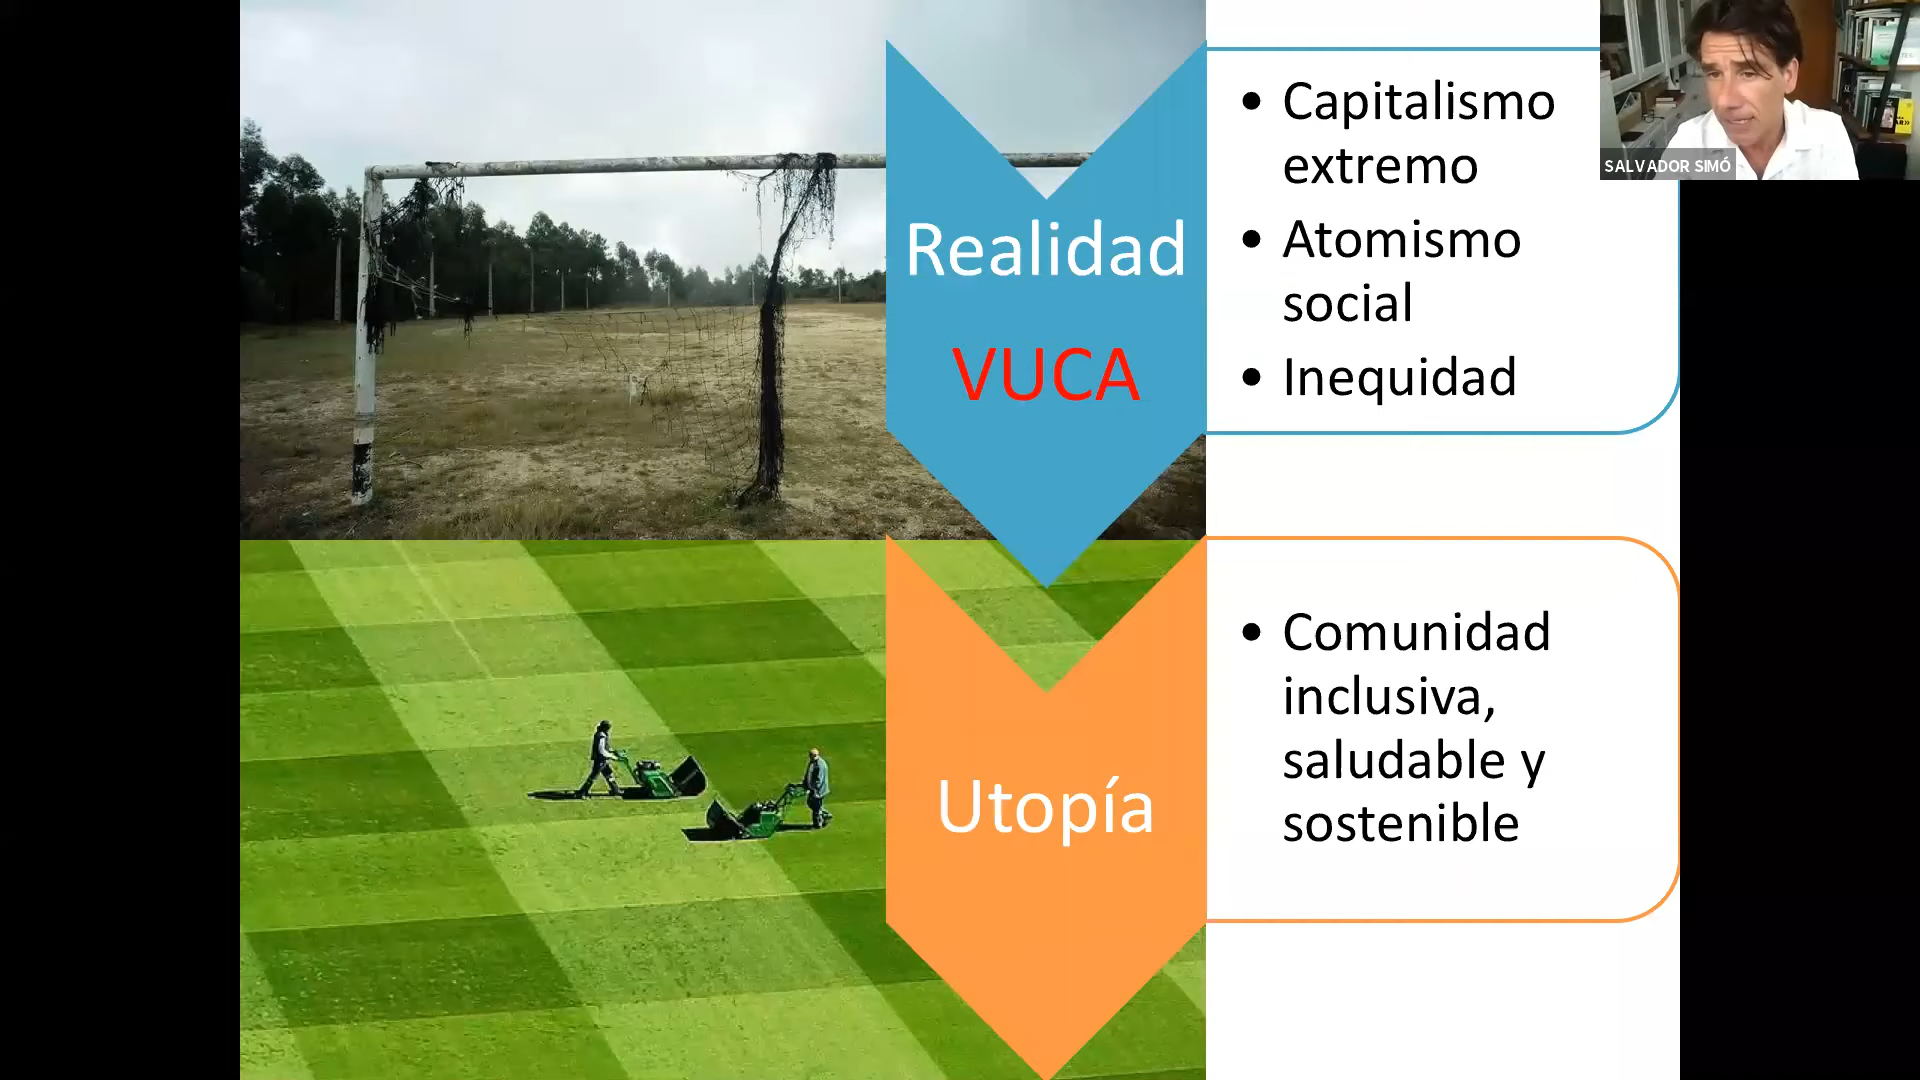 • Capitalismo
extremo
• Atomismo
social
• Inequidad
SALVADOR SIMÓ
Realidad
VUCA
• Comunidad
inclusiva,
saludable y
sostenible
Utopía